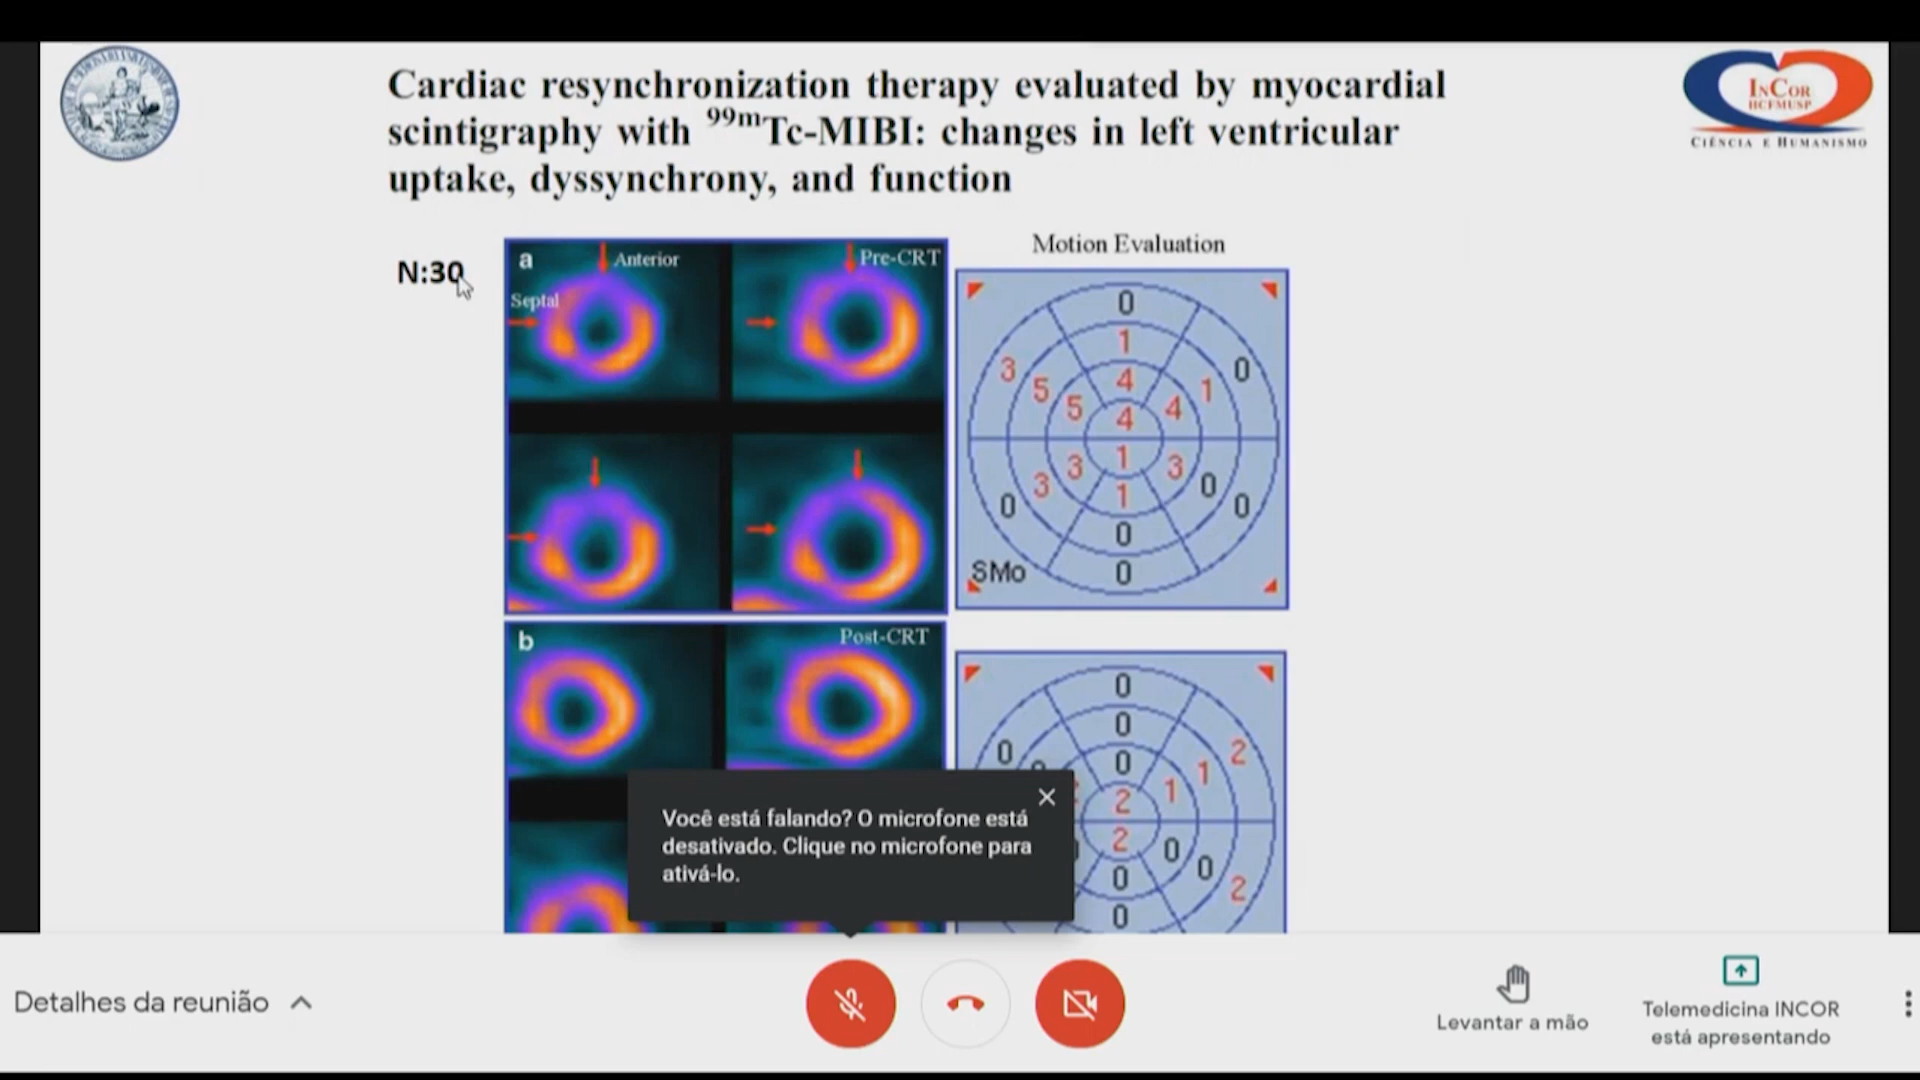 Cardiac resynchronization therapy evaluated by myocardial
scintigraphy with 99mTc-MIBI: changes in left ventricular
uptake, dyssynchrony, and function
INCOR
HCFMUSP
CIÊNCIA E HUMANISMO
N:30
a
Anterior
Pre-CRT
Septal
Motion Evaluation
0
1
3
5
4
1
0
5
4
4
3
3
1
3
0
0
1
0
0
0
0
SMo
b
Post-CRT
0
0
0
0
0
1
1
2
2
2
0
0
2
0
0
Você está falando? O microfone está
desativado. Clique no microfone para
ativá-lo.
Detalhes da reunião
Levantar a mão
Telemedicina INCOR
está apresentando